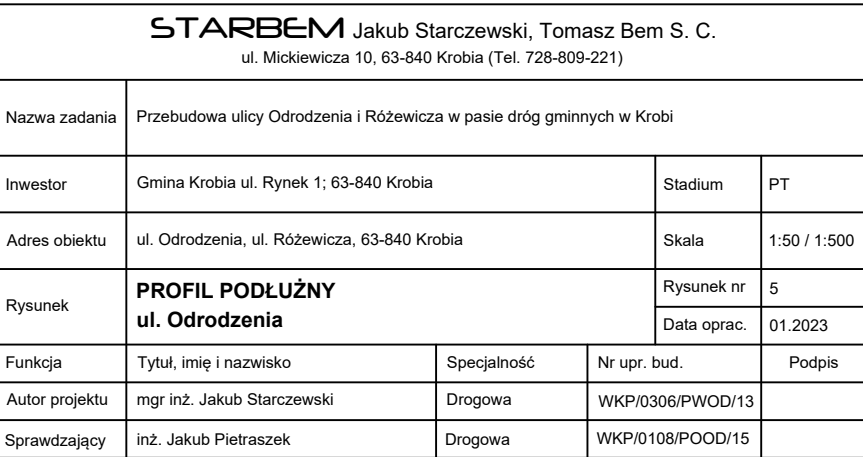 STARBEM Jakub Starczewski, Tomasz Bem S. C.
ul. Mickiewicza 10, 63-840 Krobia (Tel. 728-809-221)
Nazwa zadania Przebudowa ulicy Odrodzenia i Różewicza w pasie dróg gminnych w Krobi
Inwestor Gmina Krobia ul. Rynek 1; 63-840 Krobia Stadium PT
Adres obiektu ul. Odrodzenia, ul. Różewicza, 63-840 Krobia Skala 1:50 / 1:500
Rysunek PROFIL PODŁUŻNY Rysunek nr 5
ul. Odrodzenia Data oprac. 01.2023
Funkcja Tytuł, imię i nazwisko Specjalność Nr upr. bud. Podpis
Autor projektu mgr inż. Jakub Starczewski Drogowa WKP/0306/PWOD/13
Sprawdzający inż. Jakub Pietraszek Drogowa WKP/0108/POOD/15